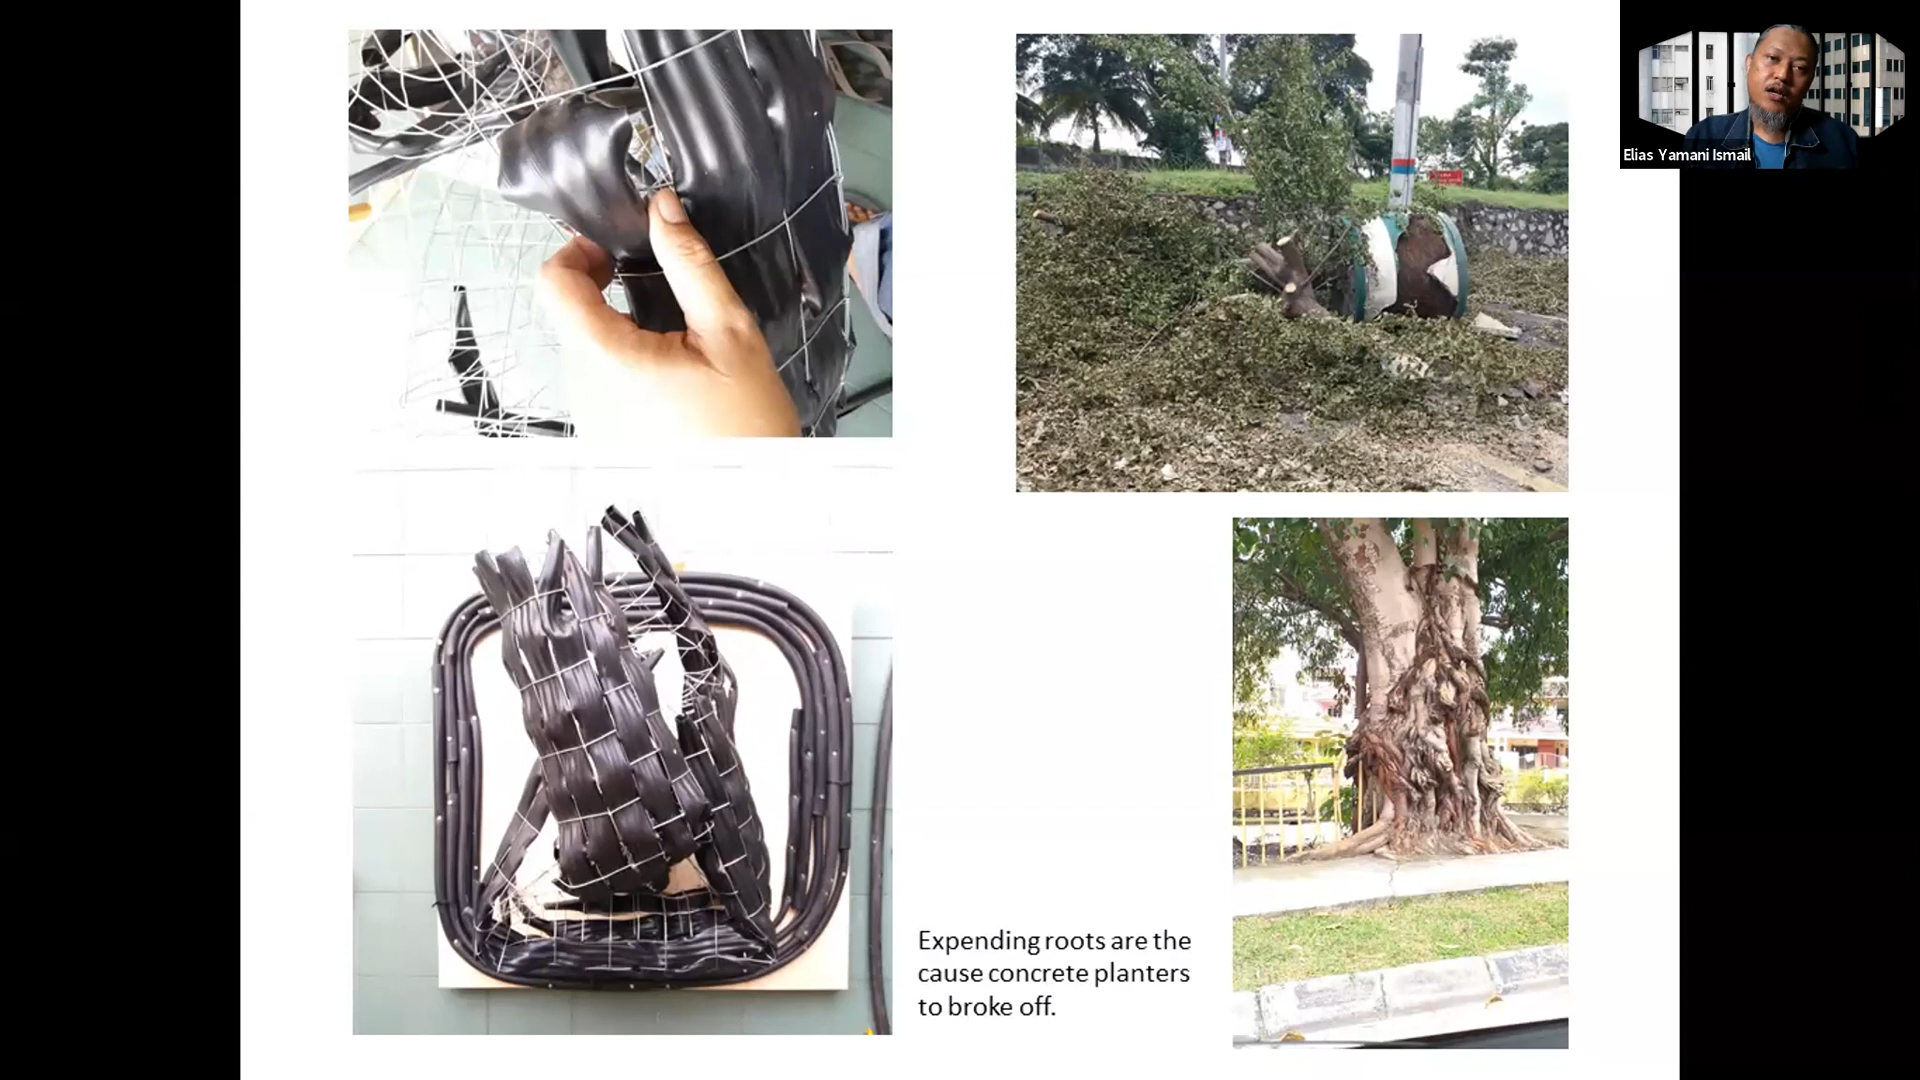 Elias Yamani Ismail
Expending roots are the
cause concrete planters
to broke off.